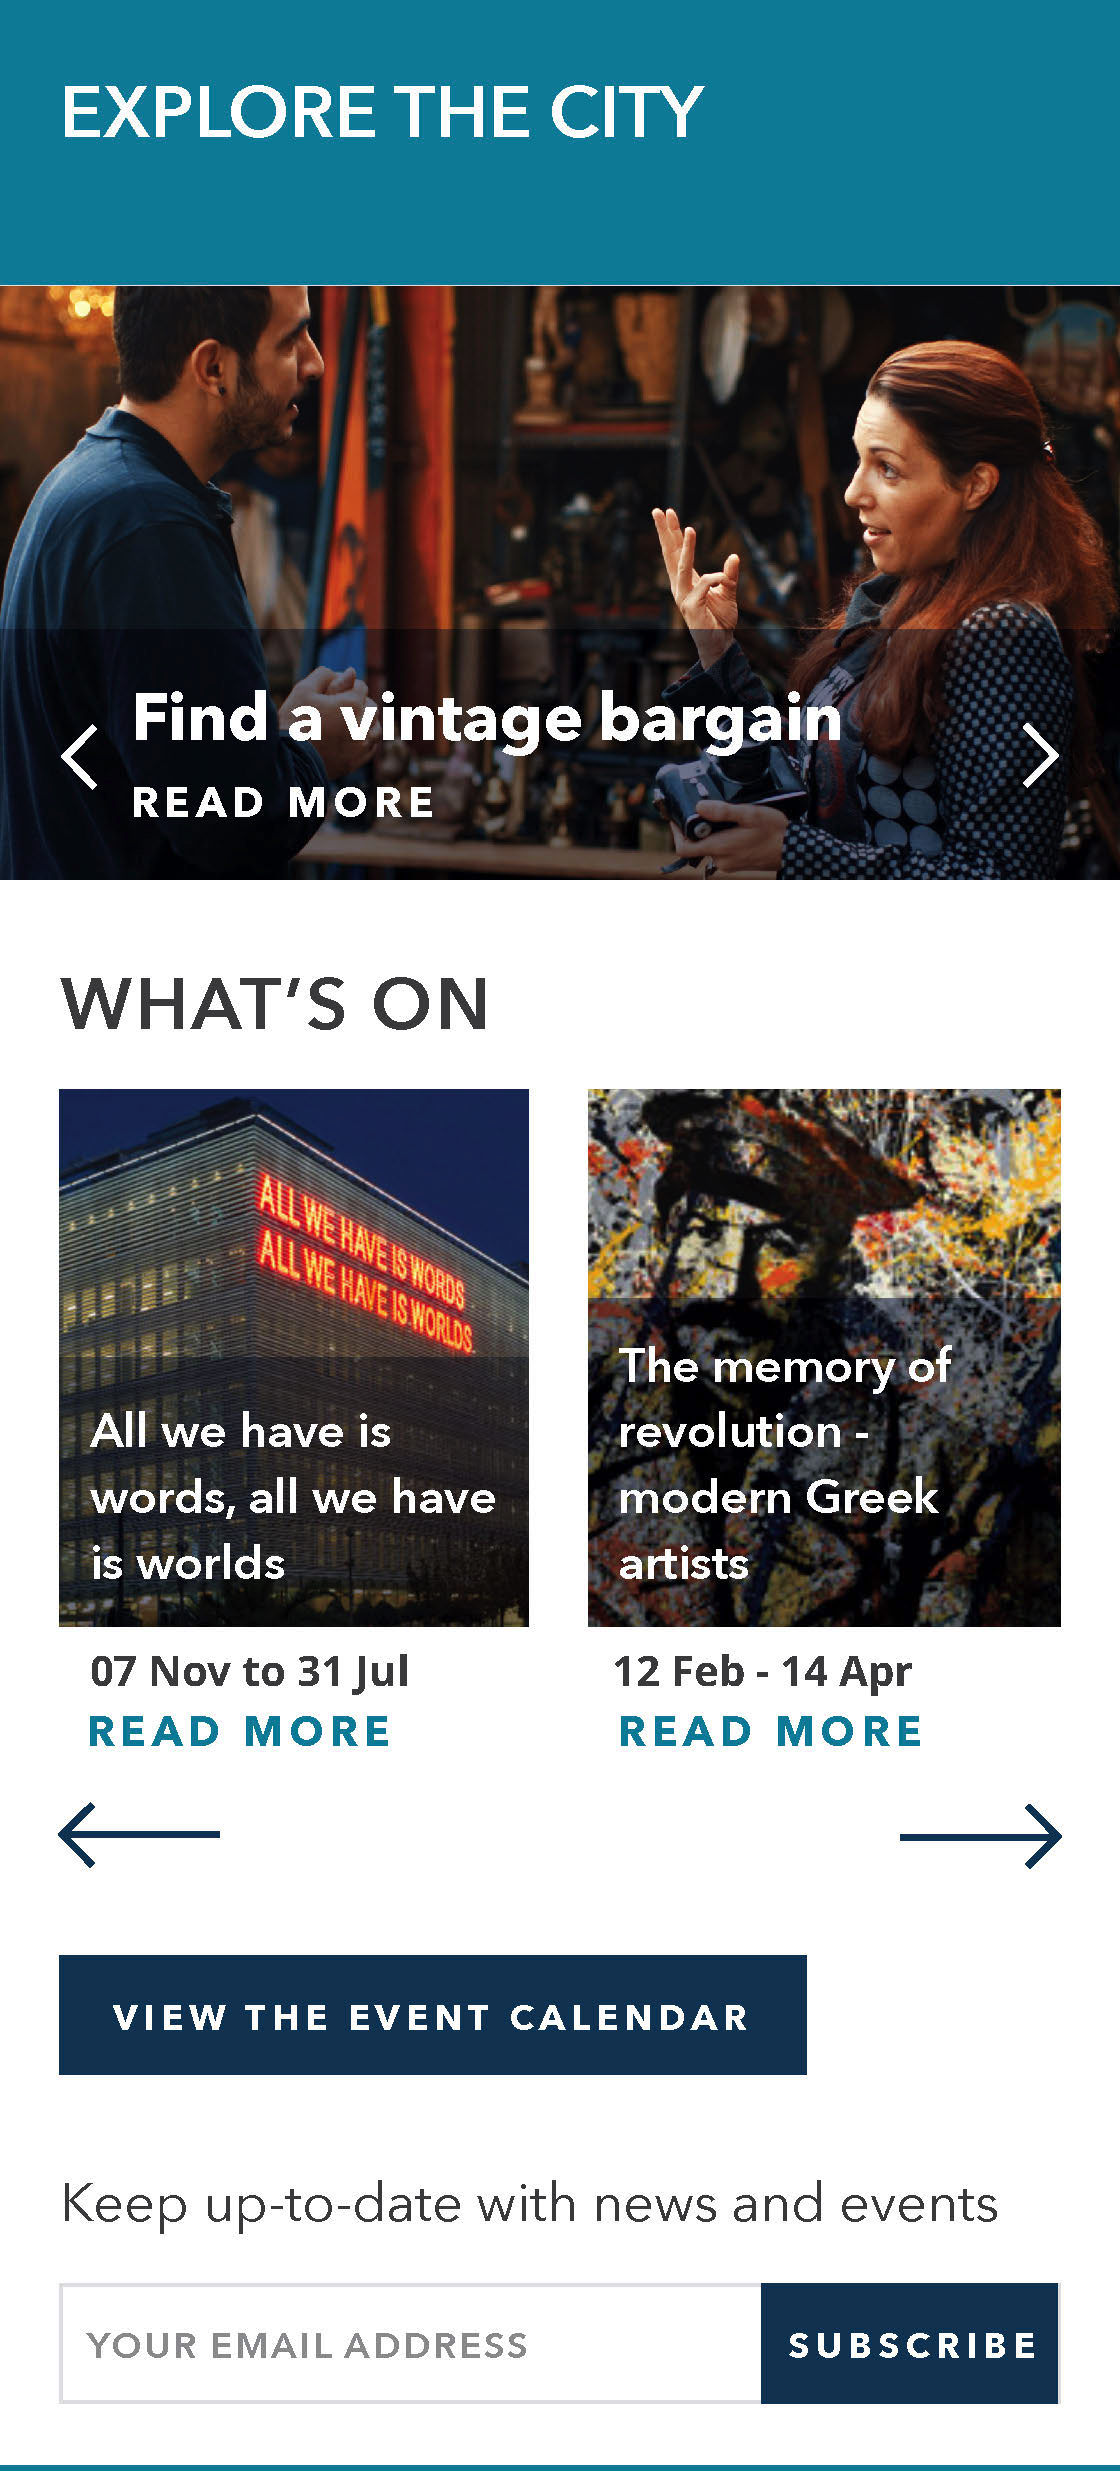 EXPLORE THE CITY
Find a vintage bargain
READ MORE
WHAT’S ON
ALL WE HAVE IS WORDS
ALL WE HAVE IS WORLDS.
All we have is
words, all we have
is worlds
07 Nov to 31 Jul
READ MORE
The memory of
revolution -
modern Greek
artists
12 Feb - 14 Apr
READ MORE
VIEW THE EVENT CALENDAR
Keep up-to-date with news and events
YOUR EMAIL ADDRESS
SUBSCRIBE